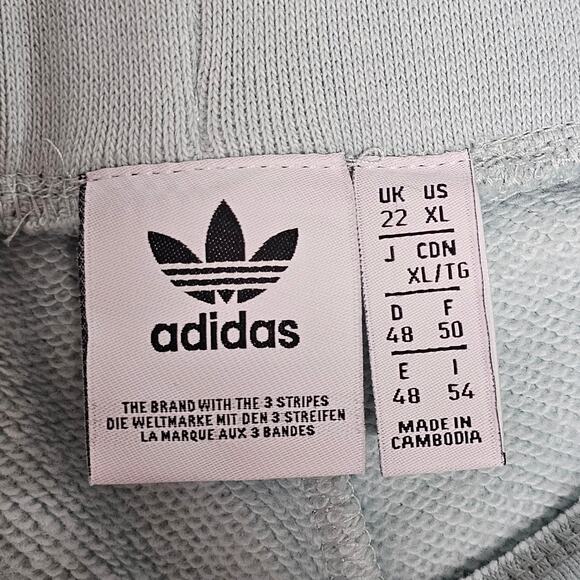 adidas
THE BRAND WITH THE 3 STRIPES
DIE WELTMARKE MIT DEN 3 STREIFEN
LA MARQUE AUX 3 BANDES
UK US
22 XL
J CDN
XL/TG
D F
48 50
E I
48 54
MADE IN
CAMBODIA